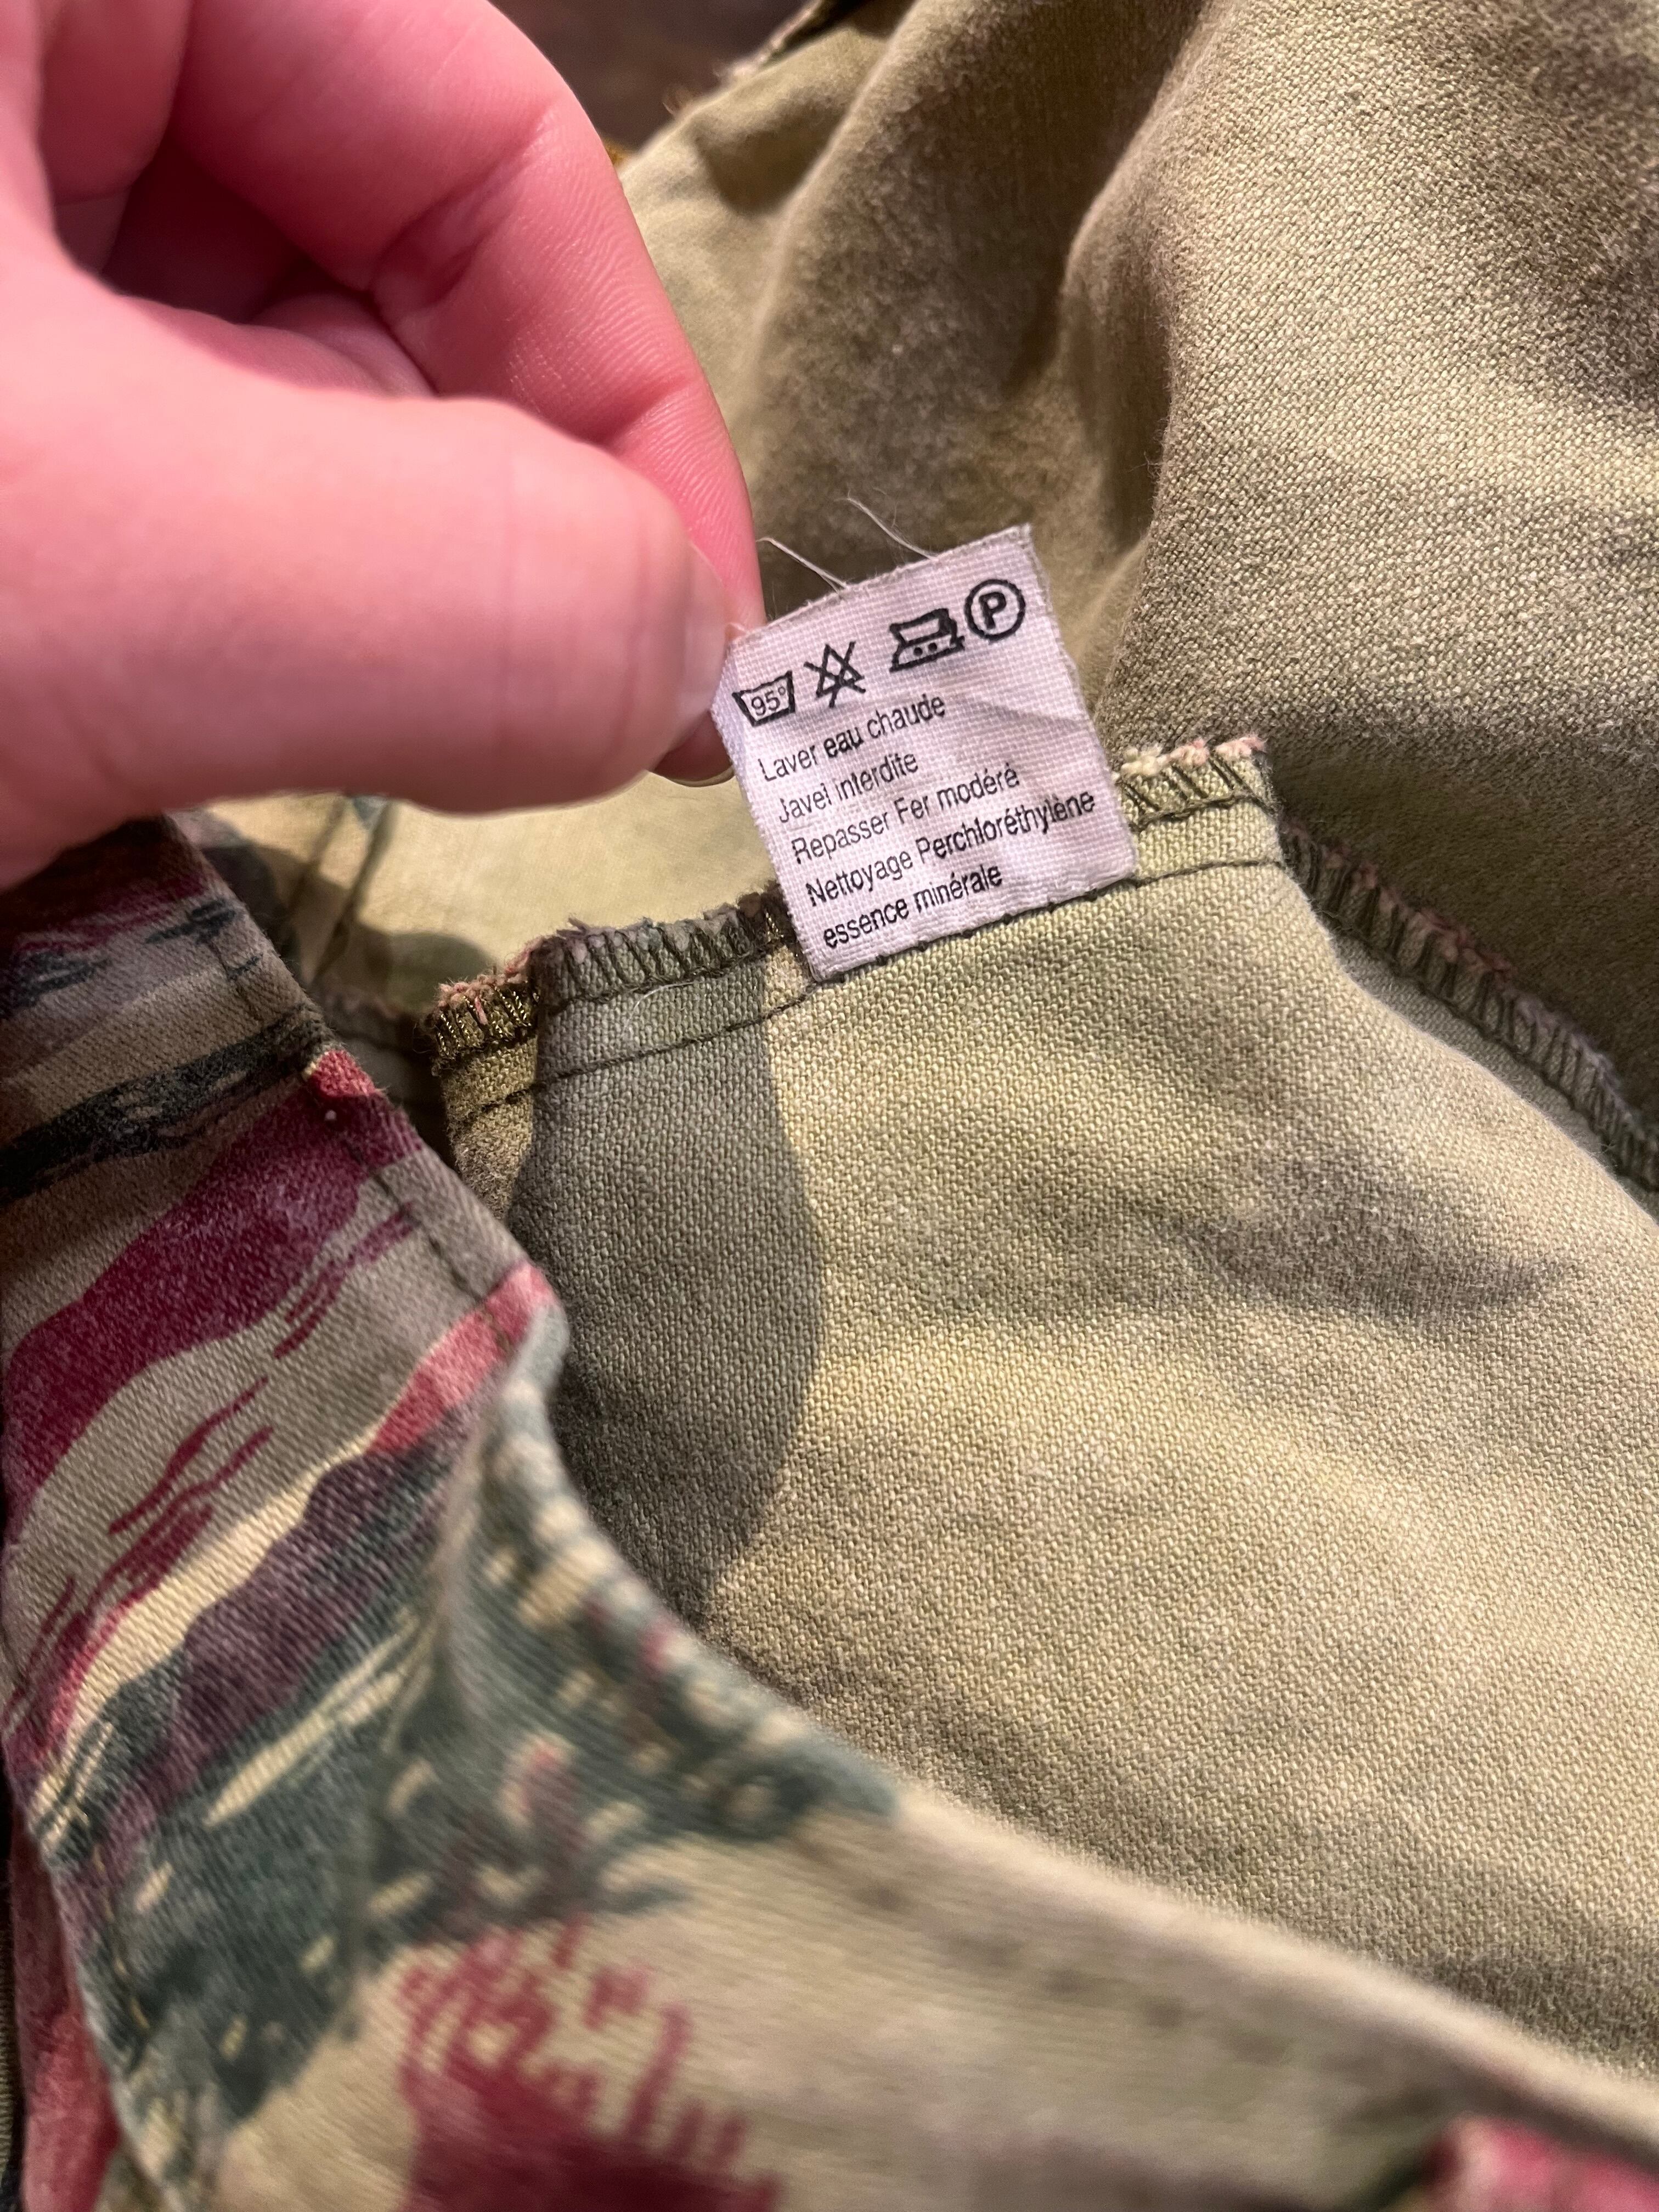 95° P
Laver eau chaude
Javel interdite
Repasser Fer modéré
Nettoyage Perchloréthylène
essence minérale